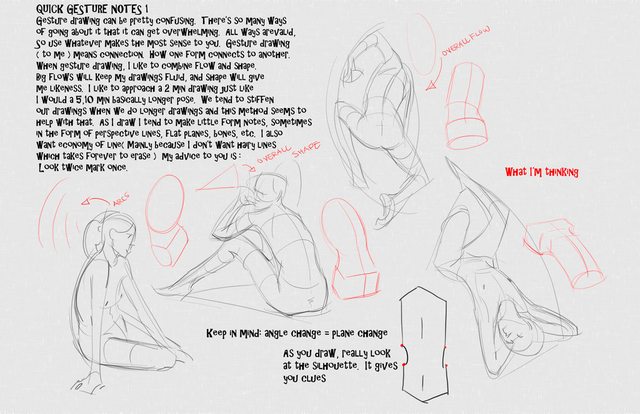 QUICK GESTURE NOTES 1
Gesture drawing can be pretty confusing. There's so many ways
of going about it that it can get overwhelming. All ways arevalid,
so use whatever makes the most sense to you. Gesture drawing
( to me ) means connection. How one form connects to another.
When gesture drawing, I like to combine flow and shape.
Big flows will keep my drawings fluid, and shape will give
me likeness. I like to approach a 2 min drawing just like
I would a 5,10 min basically longer pose. We tend to stiffen
our drawings when we do longer drawings and this method seems to
help with that. As I draw I tend to make little form notes, sometimes
in the form of perspective lines, flat planes, bones, etc. I also
want economy of line( Mainly because I don't want hairy lines
which takes forever to erase ) My advice to you is:
Look twice mark once.
OVERALL FLOW
OVERALL
SHAPE
What I'm thinking
ARCS
Keep in mind: angle change = plane change
As you draw, really look
at the silhouette. It gives
you clues